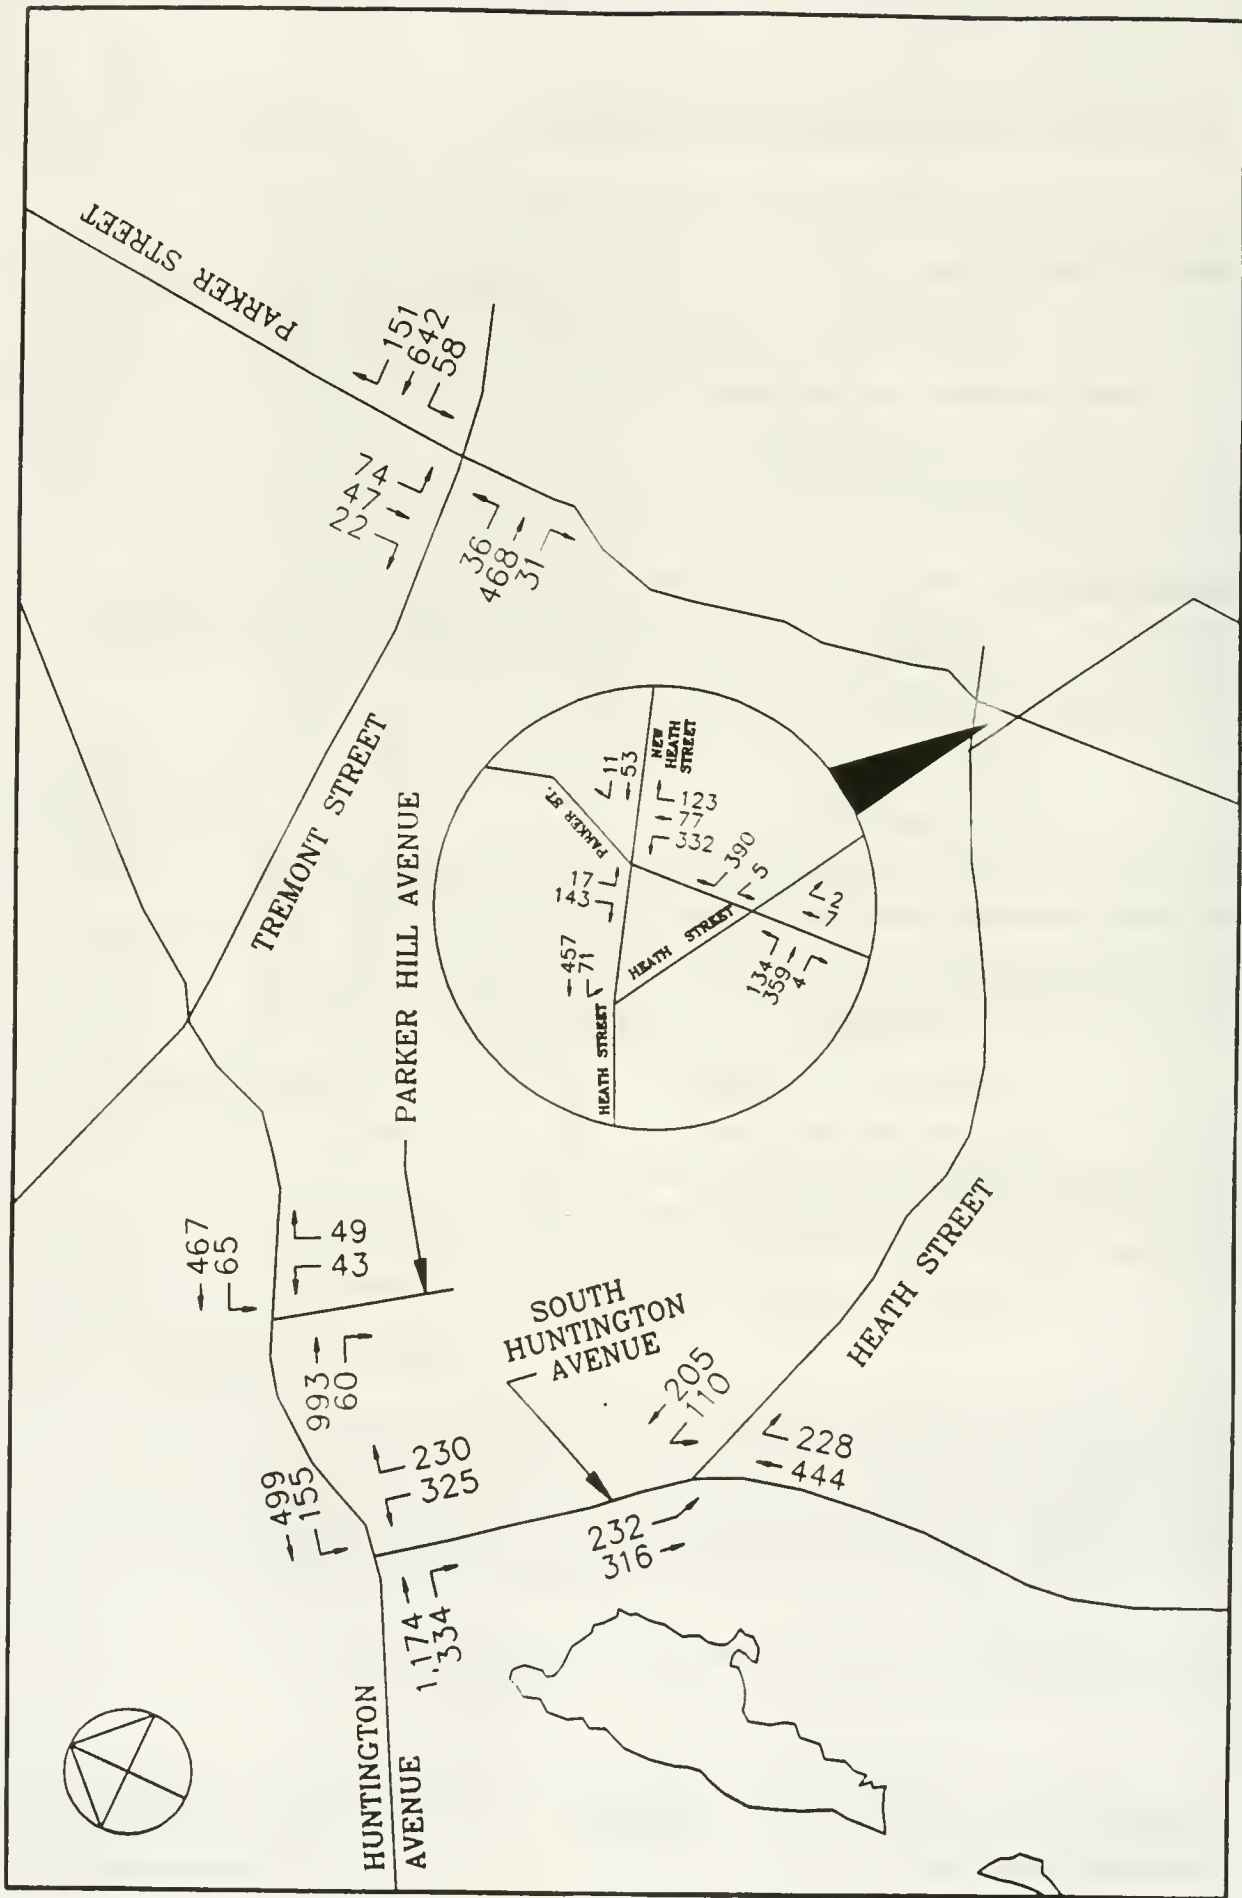 PARKER STREET
151
642
58
74
47
22
36
468
31
TREMONT STREET
PARKER HILL AVENUE
NEW
HEATH
STREET
PARKER ST.
11
53
123
77
332
17
143
390
5
2
7
457
71
HEATH STREET
HEATH STREET
134
359
4
467
65
49
43
993
60
SOUTH
HUNTINGTON
AVENUE
HEATH STREET
205
110
228
444
230
325
499
155
232
316
1,174
334
HUNTINGTON
AVENUE